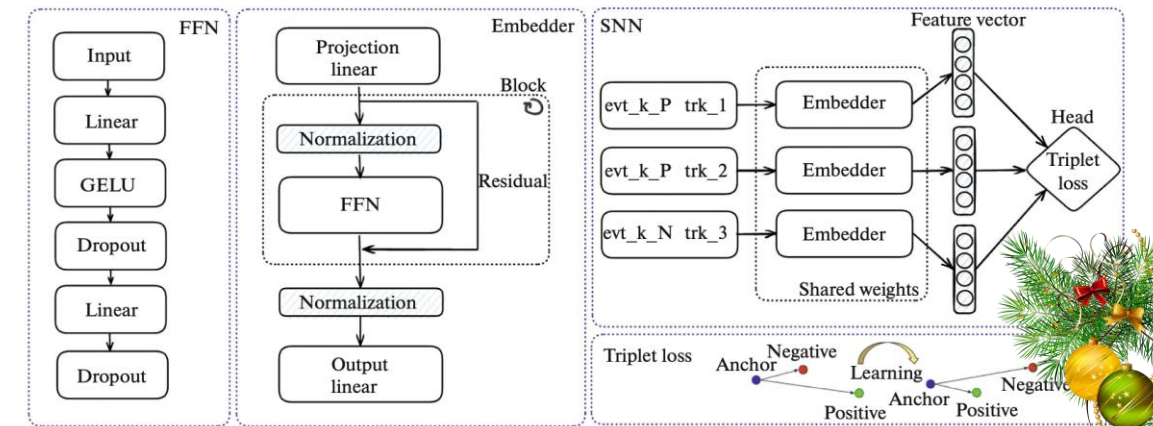 FFN
Input
Linear
GELU
Dropout
Linear
Dropout
Embedder
Projection
linear
Block
Normalization
Residual
FFN
Normalization
Output
linear
SNN
Feature vector
evt_k_P trk_1
Embedder
Head
evt_k_P trk_2
Embedder
Triplet
loss
evt_k_N trk_3
Embedder
Shared weights
Triplet loss
Anchor
Negative
Positive
Learning
Anchor
Negative
Positive